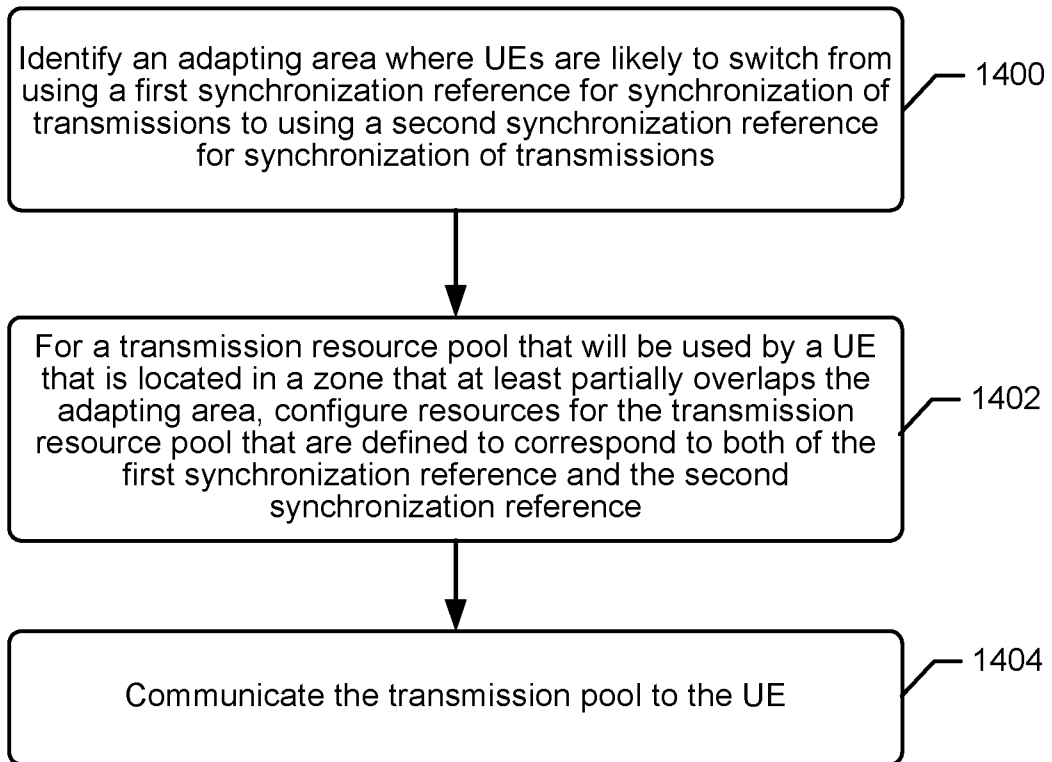 Identify an adapting area where UEs are likely to switch from
using a first synchronization reference for synchronization of
transmissions to using a second synchronization reference
for synchronization of transmissions
1400
For a transmission resource pool that will be used by a UE
that is located in a zone that at least partially overlaps the
adapting area, configure resources for the transmission
resource pool that are defined to correspond to both of the
first synchronization reference and the second
synchronization reference
1402
Communicate the transmission pool to the UE
1404